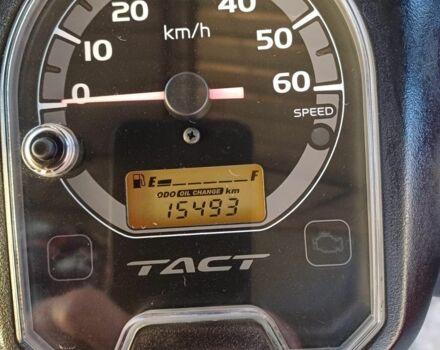 20
40
km/h
10
50
0
60
SPEED
E F
ODO OIL CHANGE km
15493
TACT